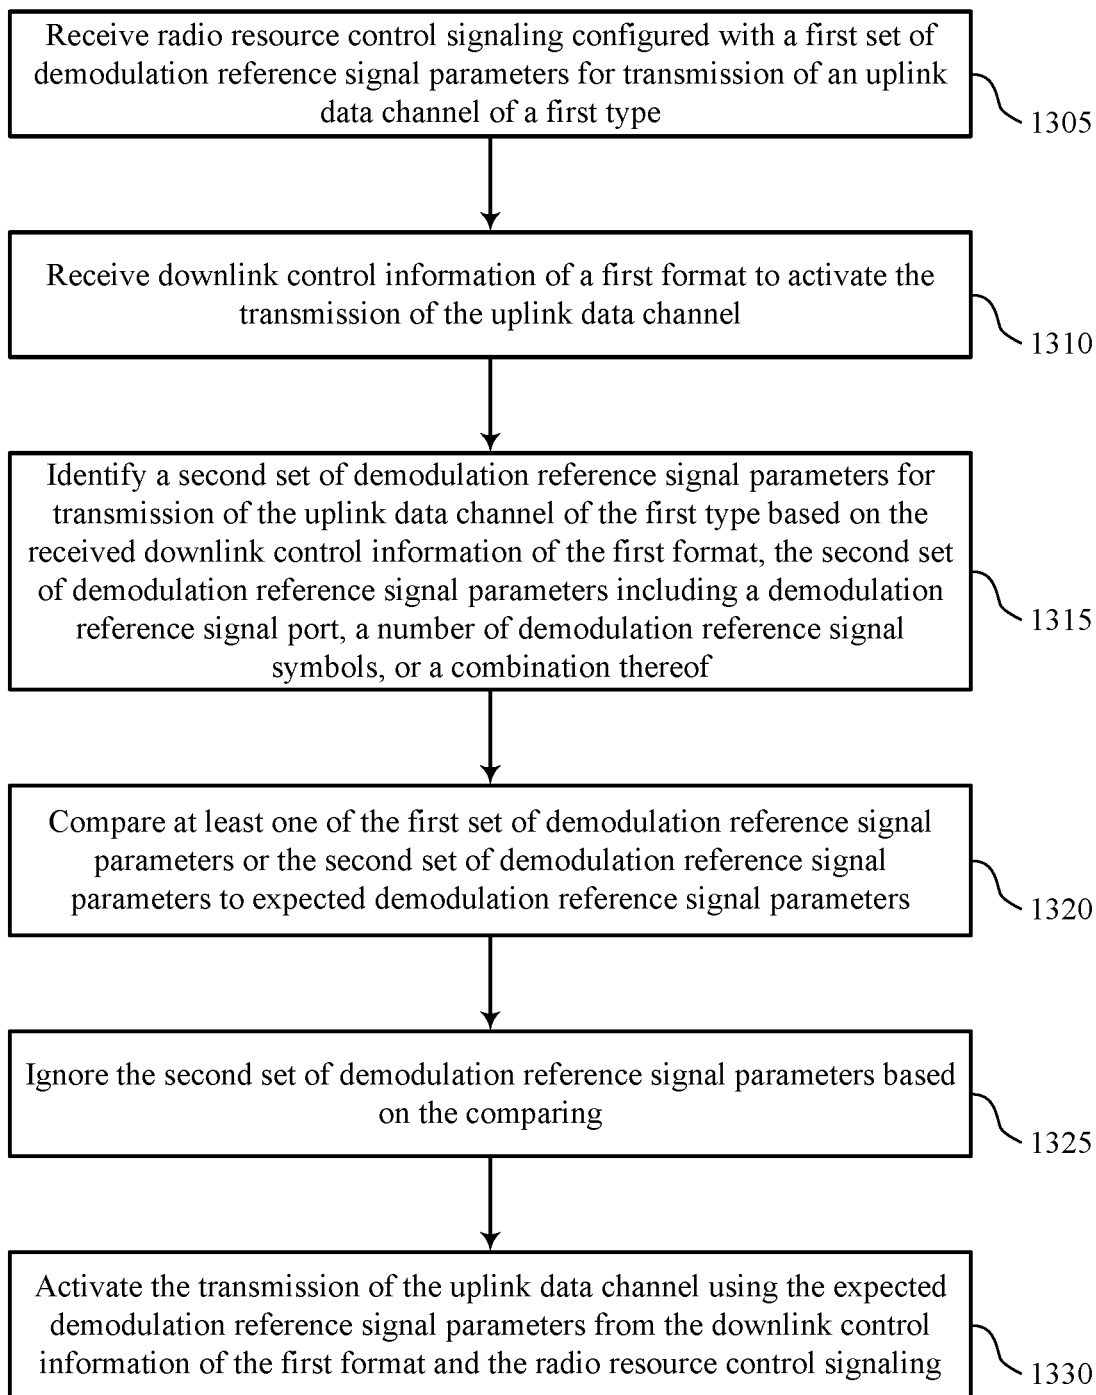 Receive radio resource control signaling configured with a first set of
demodulation reference signal parameters for transmission of an uplink
data channel of a first type
1305
Receive downlink control information of a first format to activate the
transmission of the uplink data channel
1310
Identify a second set of demodulation reference signal parameters for
transmission of the uplink data channel of the first type based on the
received downlink control information of the first format, the second set
of demodulation reference signal parameters including a demodulation
reference signal port, a number of demodulation reference signal
symbols, or a combination thereof
1315
Compare at least one of the first set of demodulation reference signal
parameters or the second set of demodulation reference signal
parameters to expected demodulation reference signal parameters
1320
Ignore the second set of demodulation reference signal parameters based
on the comparing
1325
Activate the transmission of the uplink data channel using the expected
demodulation reference signal parameters from the downlink control
information of the first format and the radio resource control signaling
1330